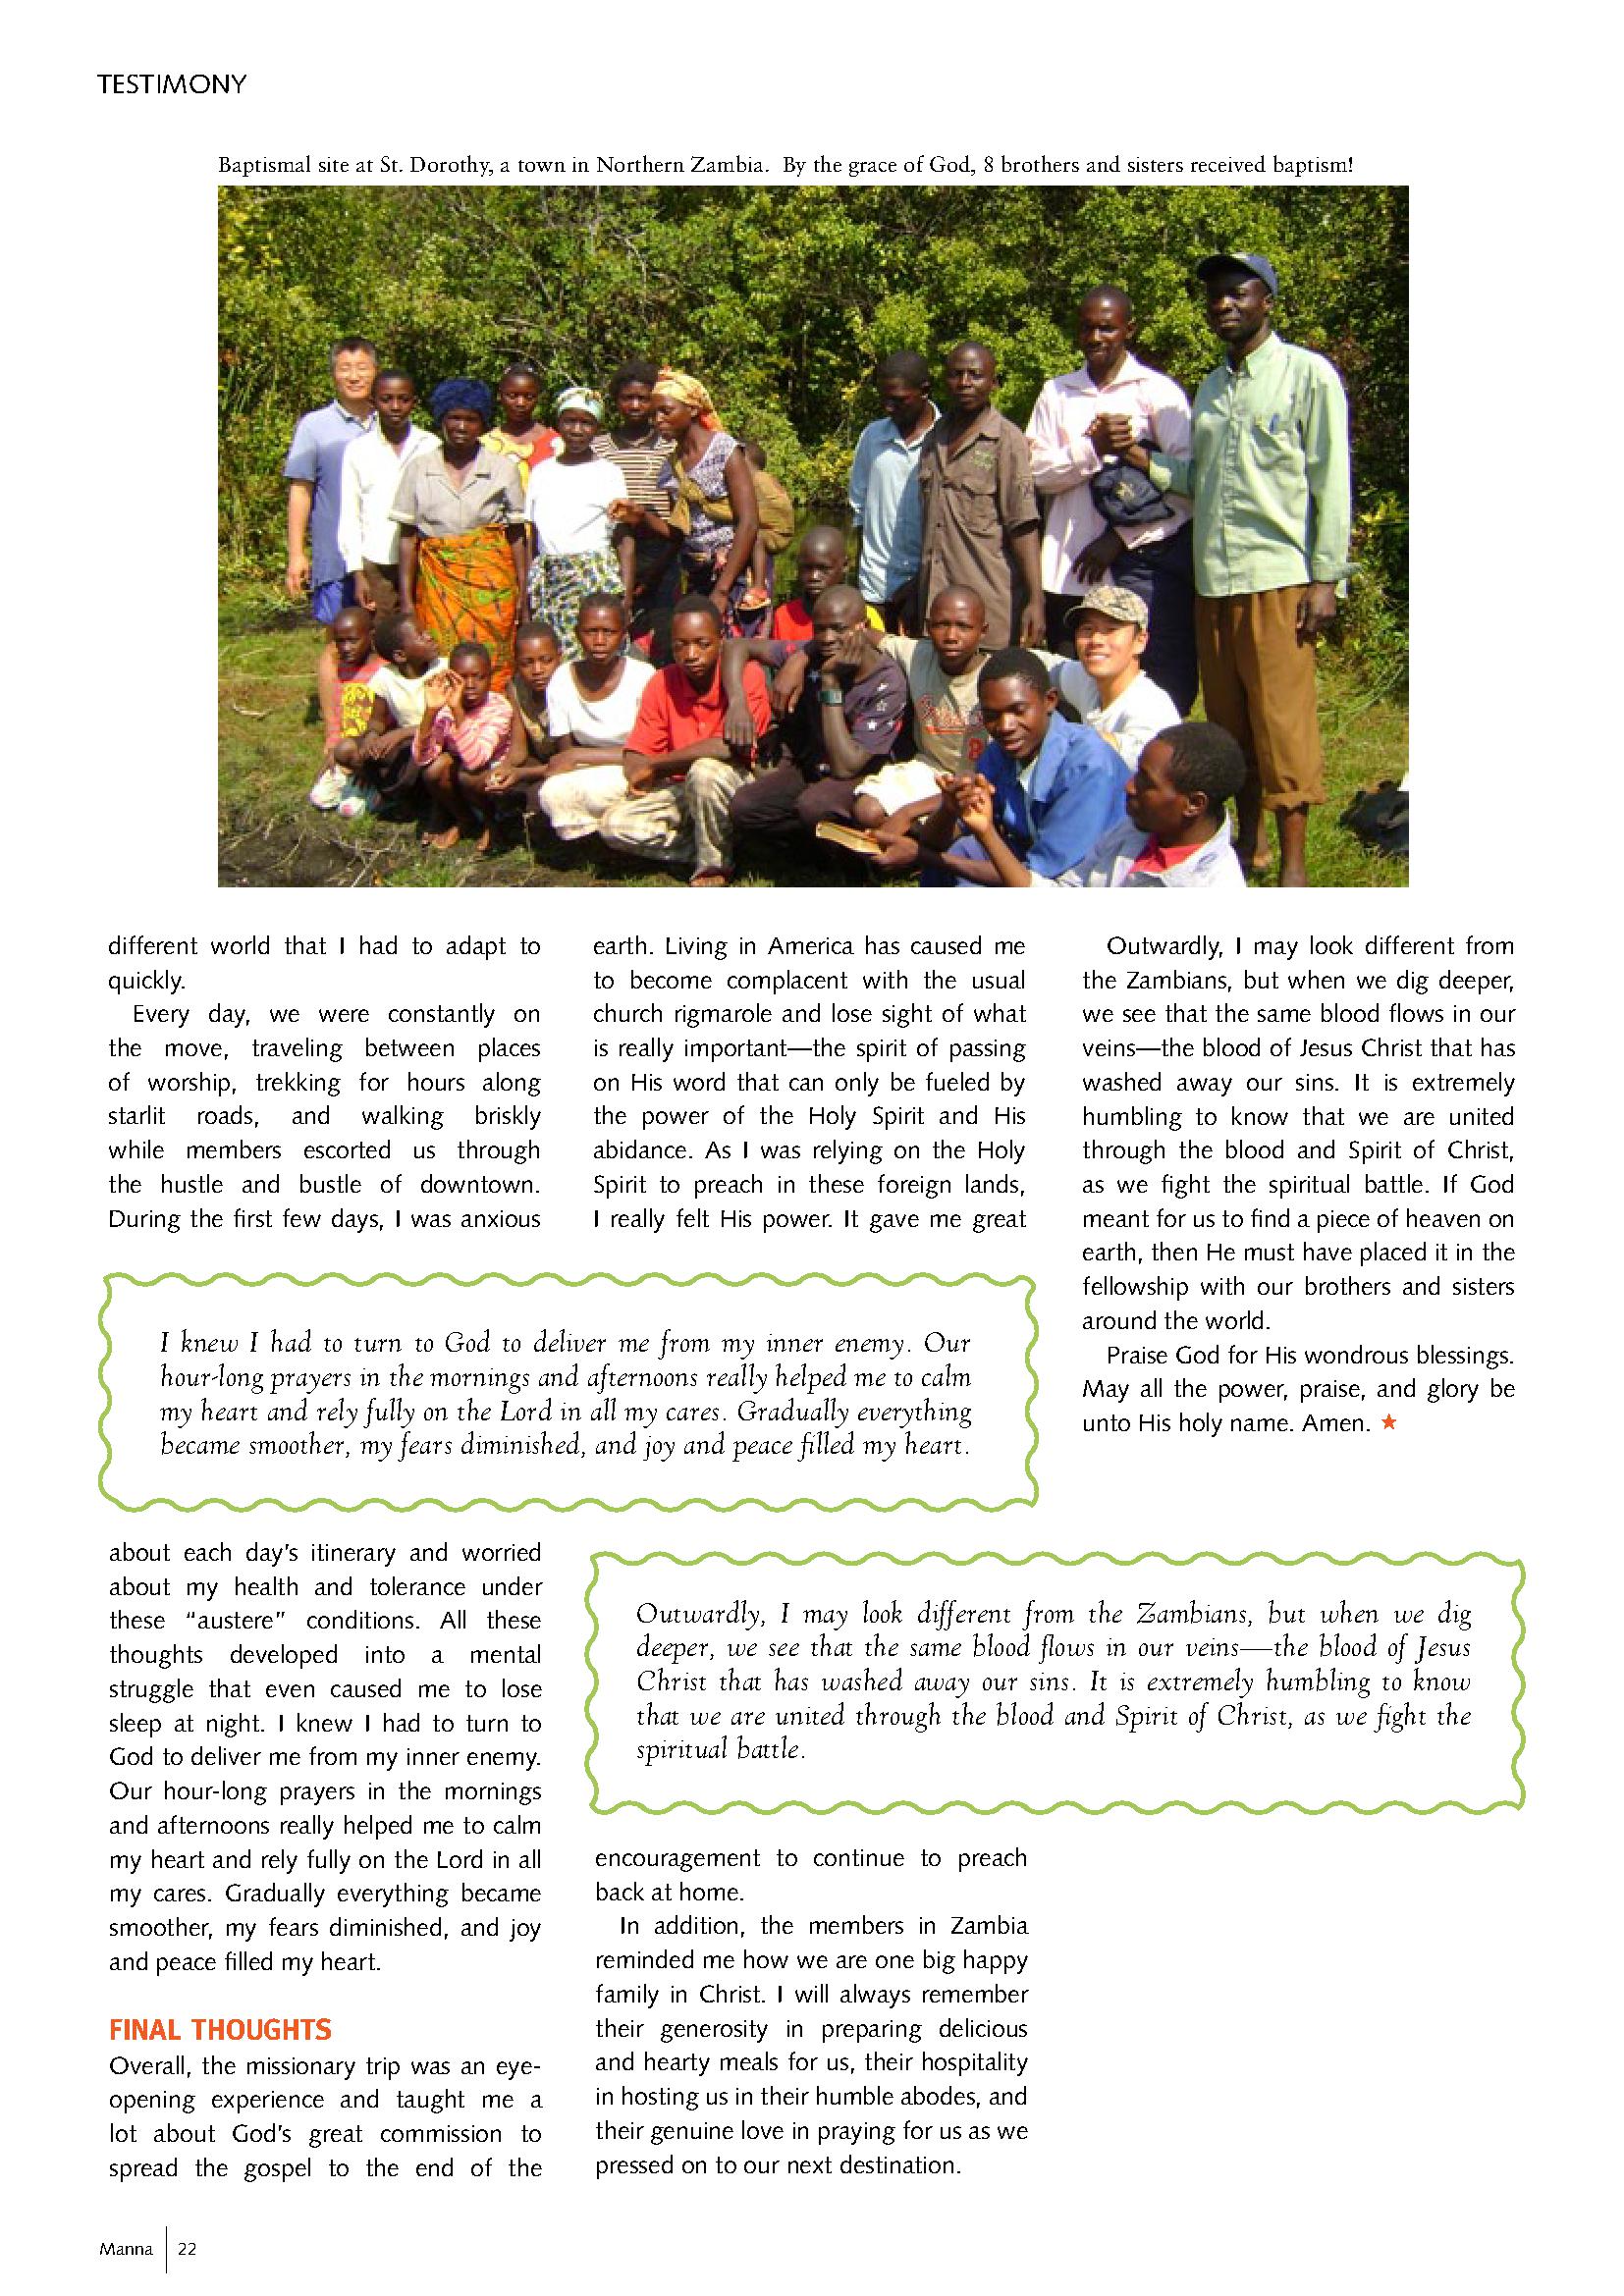 TESTIMONY
Baptismal site at St. Dorothy, a town in Northern Zambia.  By the grace of God, 8 brothers and sisters received baptism!
different world that I had to adapt to
quickly.
Every day, we were constantly on
the move, traveling between places
of worship, trekking for hours along
starlit roads, and walking briskly
while members escorted us through
the hustle and bustle of downtown.
During the first few days, I was anxious
I knew I had to turn to God to deliver me from my inner enemy. Our
hour-long prayers in the mornings and afternoons really helped me to calm
my heart and rely fully on the Lord in all my cares. Gradually everything
became smoother, my fears diminished, and joy and peace filled my heart.
about each day's itinerary and worried
about my health and tolerance under
these “austere” conditions. All these
thoughts developed into a mental
struggle that even caused me to lose
sleep at night. I knew I had to turn to
God to deliver me from my inner enemy.
Our hour-long prayers in the mornings
and afternoons really helped me to calm
my heart and rely fully on the Lord in all
my cares. Gradually everything became
smoother, my fears diminished, and joy
and peace filled my heart.
FINAL THOUGHTS
Overall, the missionary trip was an eye-
opening experience and taught me a
lot about God's great commission to
spread the gospel to the end of the
earth. Living in America has caused me
to become complacent with the usual
church rigmarole and lose sight of what
is really important—the spirit of passing
on His word that can only be fueled by
the power of the Holy Spirit and His
abidance. As I was relying on the Holy
Spirit to preach in these foreign lands,
I really felt His power. It gave me great
encouragement to continue to preach
back at home.
In addition, the members in Zambia
reminded me how we are one big happy
family in Christ. I will always remember
their generosity in preparing delicious
and hearty meals for us, their hospitality
in hosting us in their humble abodes, and
their genuine love in praying for us as we
pressed on to our next destination.
Outwardly, I may look different from
the Zambians, but when we dig deeper,
we see that the same blood flows in our
veins—the blood of Jesus Christ that has
washed away our sins. It is extremely
humbling to know that we are united
through the blood and Spirit of Christ,
as we fight the spiritual battle. If God
meant for us to find a piece of heaven on
earth, then He must have placed it in the
fellowship with our brothers and sisters
around the world.
Praise God for His wondrous blessings.
May all the power, praise, and glory be
unto His holy name. Amen. ★
Outwardly, I may look different from the Zambians, but when we dig
deeper, we see that the same blood flows in our veins—the blood of Jesus
Christ that has washed away our sins. It is extremely humbling to know
that we are united through the blood and Spirit of Christ, as we fight the
spiritual battle.
Manna | 22